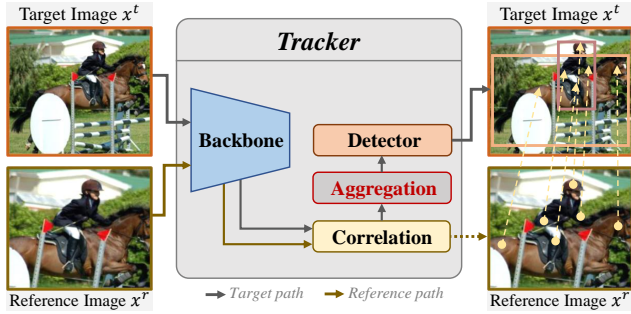 Target Image x^t
Target Image x^t
Tracker
Backbone
Detector
Aggregation
Correlation
Reference Image x^r
Target path
Reference path
Reference Image x^r